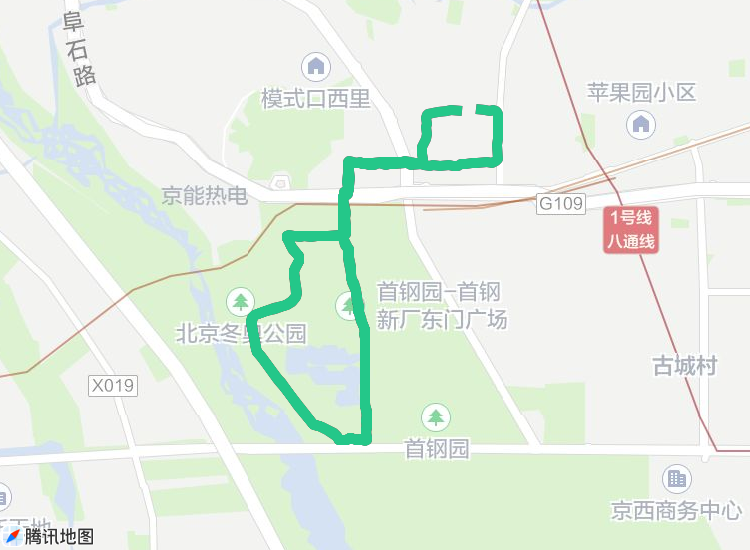 阜石路
模式口西里
苹果园小区
京能热电
G109
1号线
八通线
首钢园-首钢
新厂东门广场
北京冬奥公园
X019
古城村
首钢园
京西商务中心
腾讯地图